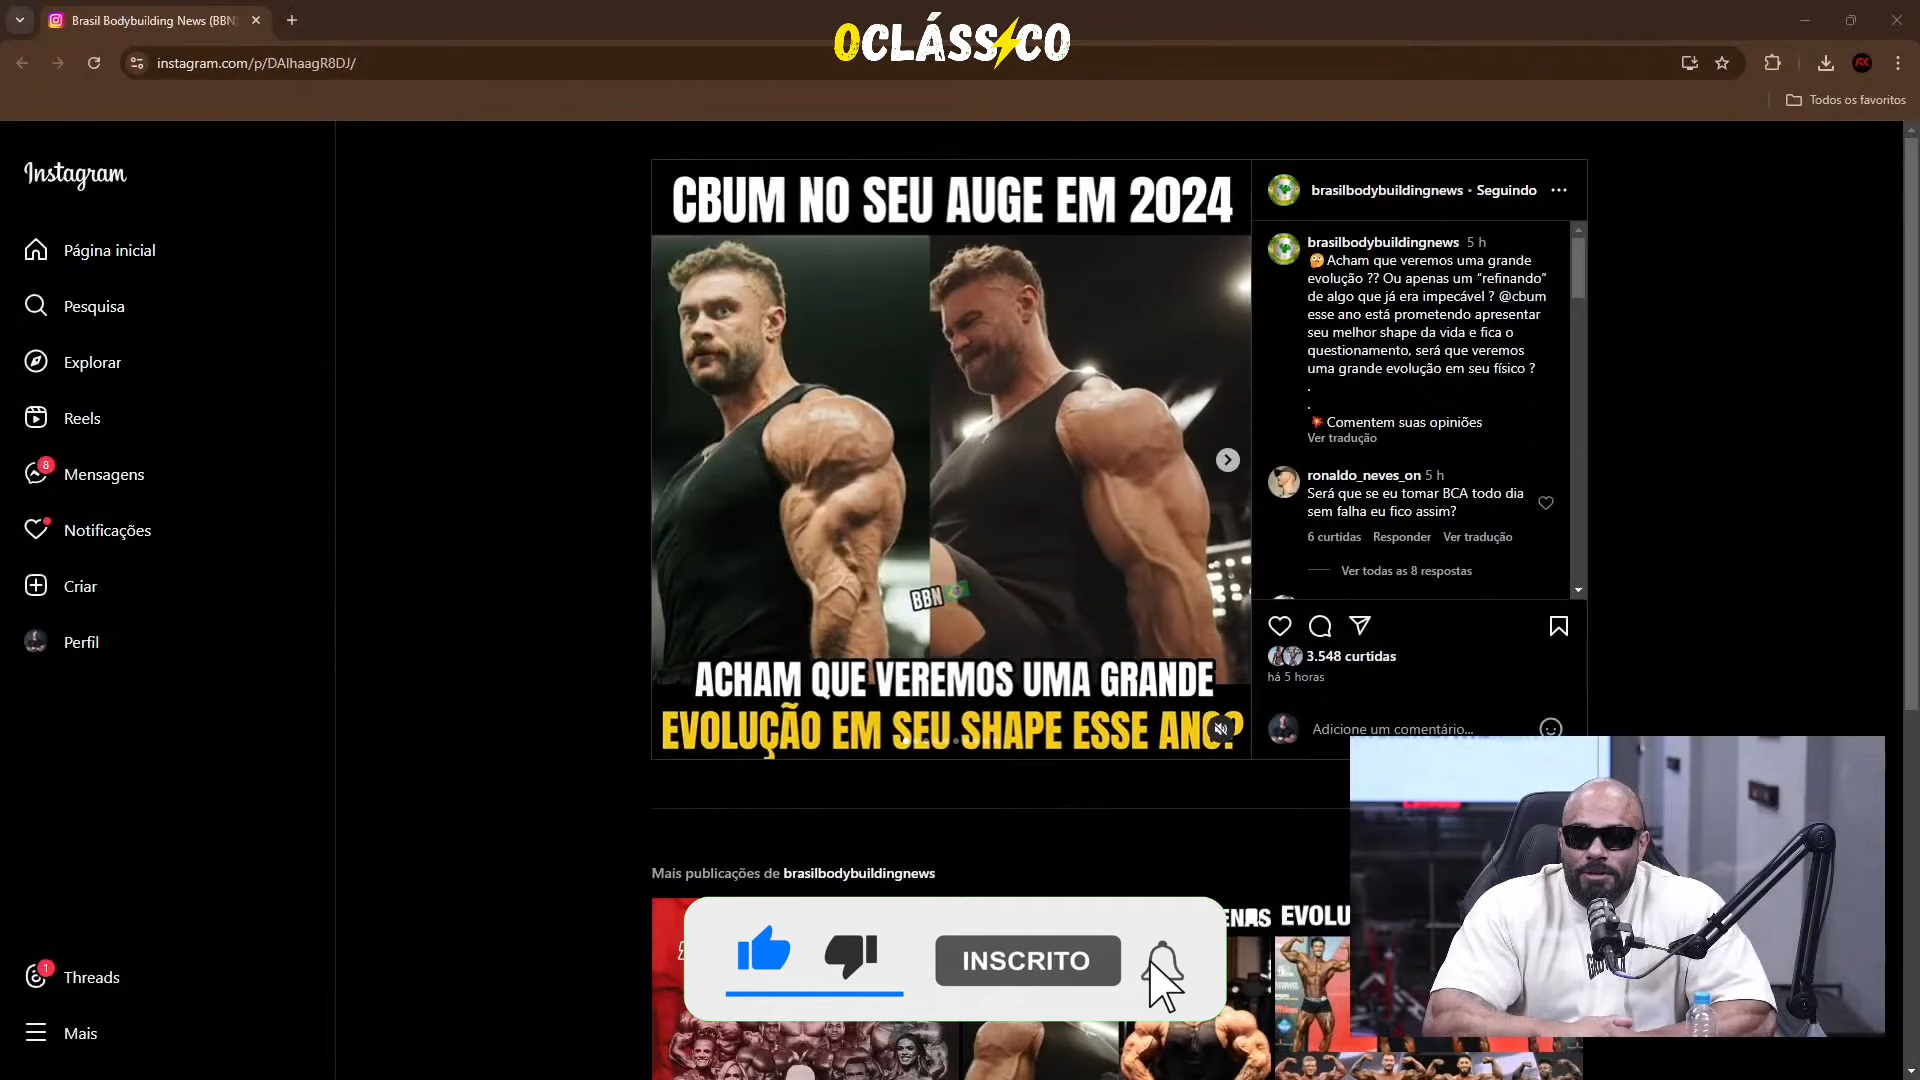 Brasil Bodybuilding News (BBN)
OCLÁSSICO
instagram.com/p/DAlhaagR8DJ/
Todos os favoritos
Instagram
Página inicial
Pesquisa
Explorar
Reels
8
Mensagens
Notificações
Criar
Perfil
1
Threads
Mais
CBUM NO SEU AUGE EM 2024
BBN
ACHAM QUE VEREMOS UMA GRANDE
EVOLUÇÃO EM SEU SHAPE ESSE ANO?
brasilbodybuildingnews • Seguindo
brasilbodybuildingnews 5 h
🤔Acham que veremos uma grande
evolução ?? Ou apenas um “refinando”
de algo que já era impecável ? @cbum
esse ano está prometendo apresentar
seu melhor shape da vida e fica o
questionamento, será que veremos
uma grande evolução em seu físico ?
.
.
💥Comentem suas opiniões
Ver tradução
ronaldo_neves_on 5 h
Será que se eu tomar BCA todo dia
sem falha eu fico assim?
6 curtidas Responder Ver tradução
Ver todas as 8 respostas
3.548 curtidas
há 5 horas
Adicione um comentário...
Mais publicações de brasilbodybuildingnews
INSCRITO